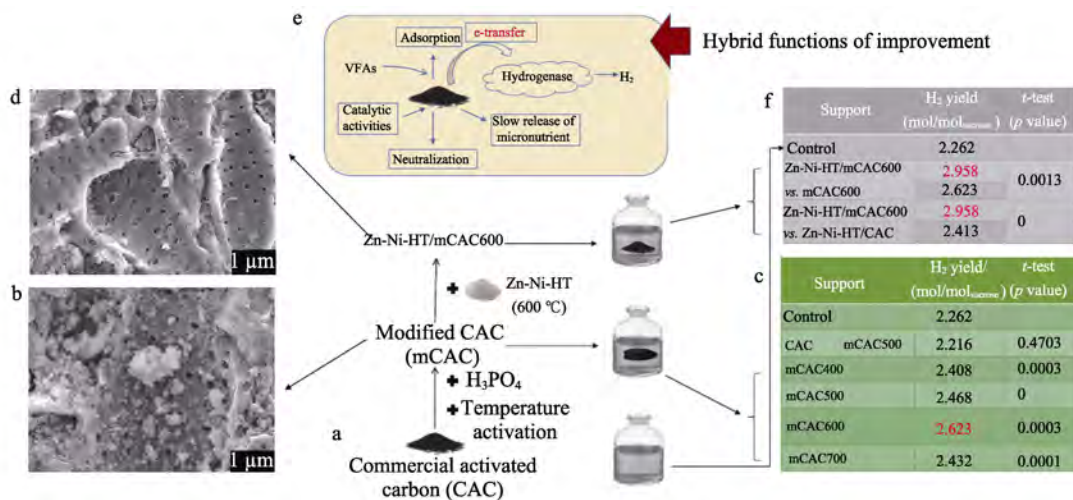 e
Adsorption
e-transfer
VFAs
Hydrogenase
H₂
Catalytic
activities
Slow release of
micronutrient
Neutralization
Hybrid functions of improvement
d
1 μm
b
1 μm
Zn-Ni-HT/mCAC600
+ Zn-Ni-HT
(600 ℃)
Modified CAC
(mCAC)
+ H₃PO₄
+ Temperature
activation
a
Commercial activated
carbon (CAC)
f
Support H₂ yield t-test
(mol/molsucrose) (p value)
Control 2.262
Zn-Ni-HT/mCAC600 2.958
vs. mCAC600 2.623
0.0013
Zn-Ni-HT/mCAC600 2.958
vs. Zn-Ni-HT/CAC 2.413
0
c
Support H₂ yield/ t-test
(mol/molsucrose) (p value)
Control 2.262
CAC mCAC500 2.216 0.4703
mCAC400 2.408 0.0003
mCAC500 2.468 0
mCAC600 2.623 0.0003
mCAC700 2.432 0.0001